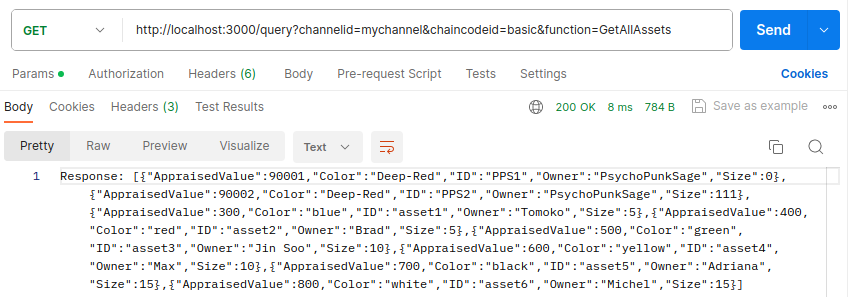 GET
http://localhost:3000/query?channelid=mychannel&chaincodeid=basic&function=GetAllAssets
Send
Params
Authorization
Headers (6)
Body
Pre-request Script
Tests
Settings
Cookies
Body
Cookies
Headers (3)
Test Results
200 OK
8 ms
784 B
Save as example
Pretty
Raw
Preview
Visualize
Text
1
Response: [{"AppraisedValue":90001,"Color":"Deep-Red","ID":"PPS1","Owner":"PsychoPunkSage","Size":0},
{"AppraisedValue":90002,"Color":"Deep-Red","ID":"PPS2","Owner":"PsychoPunkSage","Size":111},
{"AppraisedValue":300,"Color":"blue","ID":"asset1","Owner":"Tomoko","Size":5},{"AppraisedValue":400,
"Color":"red","ID":"asset2","Owner":"Brad","Size":5},{"AppraisedValue":500,"Color":"green",
"ID":"asset3","Owner":"Jin Soo","Size":10},{"AppraisedValue":600,"Color":"yellow","ID":"asset4",
"Owner":"Max","Size":10},{"AppraisedValue":700,"Color":"black","ID":"asset5","Owner":"Adriana",
"Size":15},{"AppraisedValue":800,"Color":"white","ID":"asset6","Owner":"Michel","Size":15}]